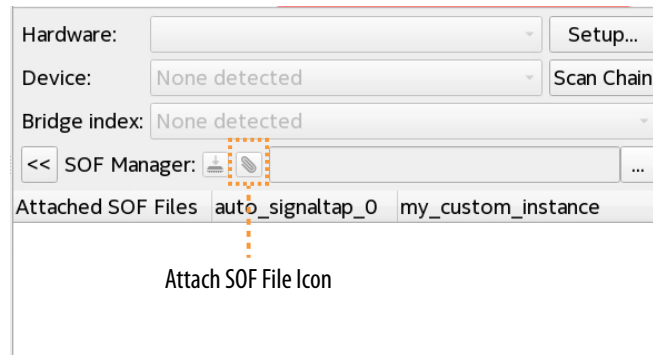 Hardware: Setup...
Device: None detected Scan Chain
Bridge index: None detected
<< SOF Manager: ...
Attached SOF Files auto_signaltap_0 my_custom_instance
Attach SOF File Icon